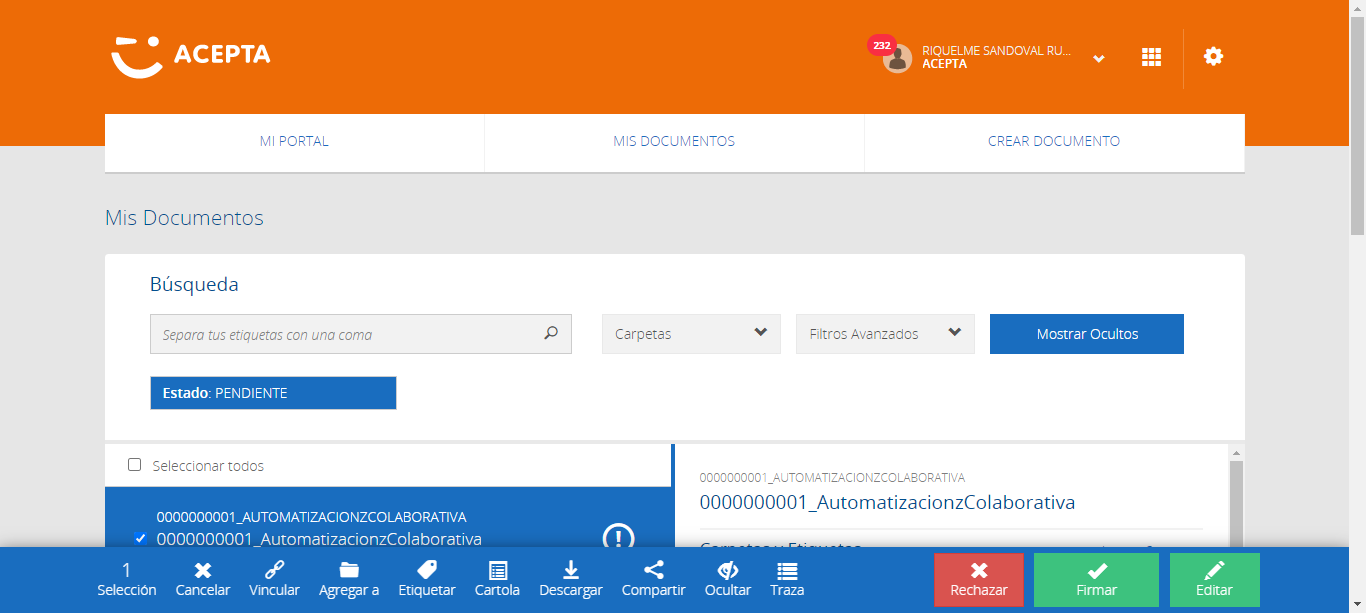 ACEPTA
232
RIQUELME SANDOVAL RU...
ACEPTA
MI PORTAL
MIS DOCUMENTOS
CREAR DOCUMENTO
Mis Documentos
Búsqueda
Separa tus etiquetas con una coma
Carpetas
Filtros Avanzados
Mostrar Ocultos
Estado: PENDIENTE
Seleccionar todos
0000000001_AUTOMATIZACIONZCOLABORATIVA
0000000001_AutomatizacionzColaborativa
0000000001_AUTOMATIZACIONZCOLABORATIVA
0000000001_AutomatizacionzColaborativa
Carpetas y Etiquetas
1
Selección
Cancelar
Vincular
Agregar a
Etiquetar
Cartola
Descargar
Compartir
Ocultar
Traza
Rechazar
Firmar
Editar